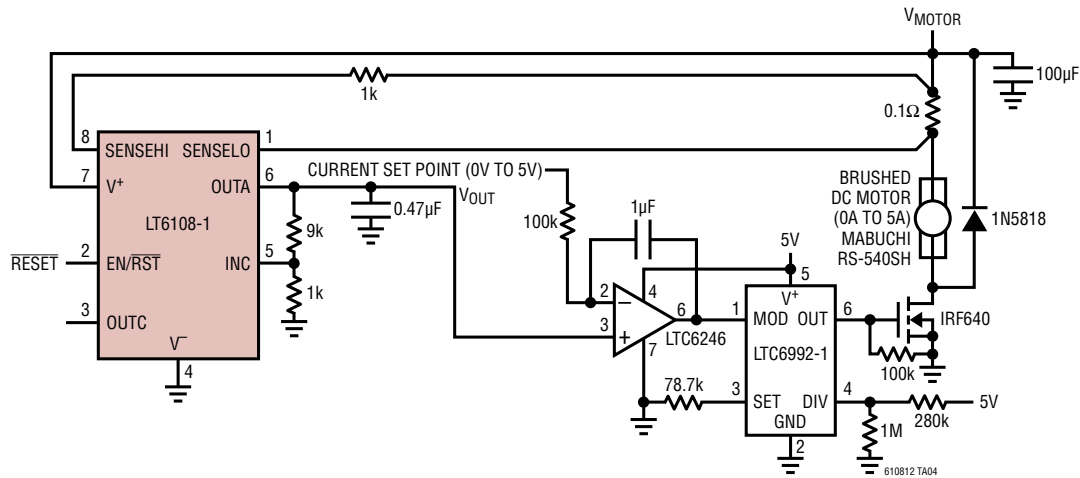 V_MOTOR
100µF
1k
0.1Ω
8 SENSEHI SENSELO 1
7 V+ OUTA 6
LT6108-1
RESET 2 EN/RST INC 5
3 OUTC
V–
4
CURRENT SET POINT (0V TO 5V)
V_OUT
0.47µF
9k
1k
100k
1µF
2 –
3 +
4
6
7
LTC6246
5V
5
V+
1 MOD OUT 6
LTC6992-1
3 SET DIV 4
GND
2
78.7k
BRUSHED
DC MOTOR
(0A TO 5A)
MABUCHI
RS-540SH
1N5818
IRF640
100k
280k
5V
1M
610812 TA04